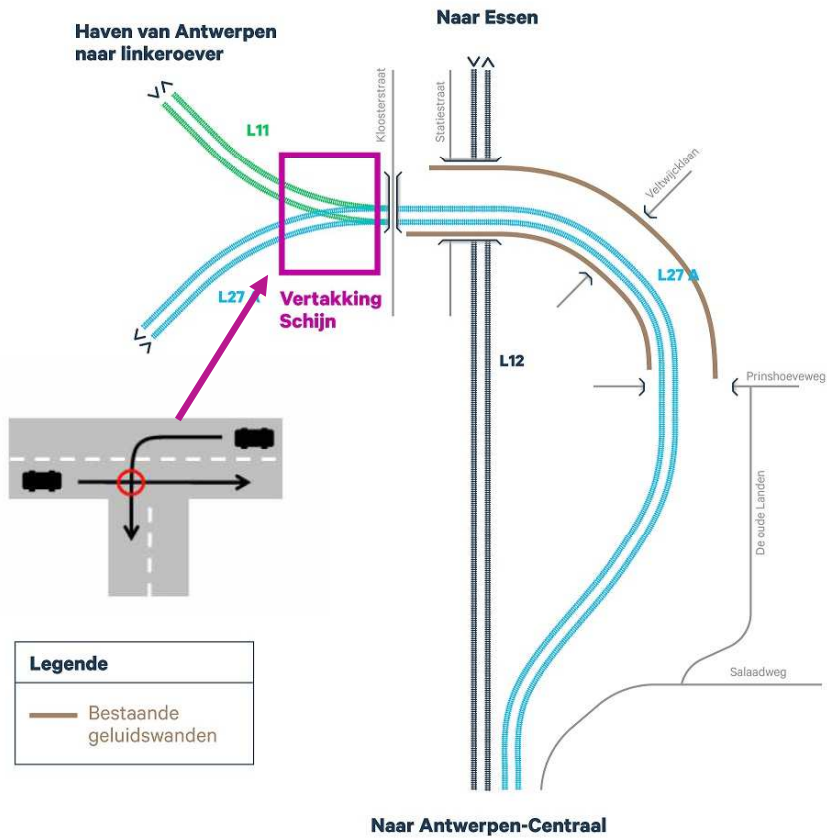 Haven van Antwerpen
naar linkeroever
Naar Essen
L11
Kloosterstraat
Statiestraat
Veltwijcklaan
L27 A
L27 A
Vertakking
Schijn
L12
Prinshoeveweg
De oude Landen
Salaadweg
Legende
Bestaande
geluidswanden
Naar Antwerpen-Centraal